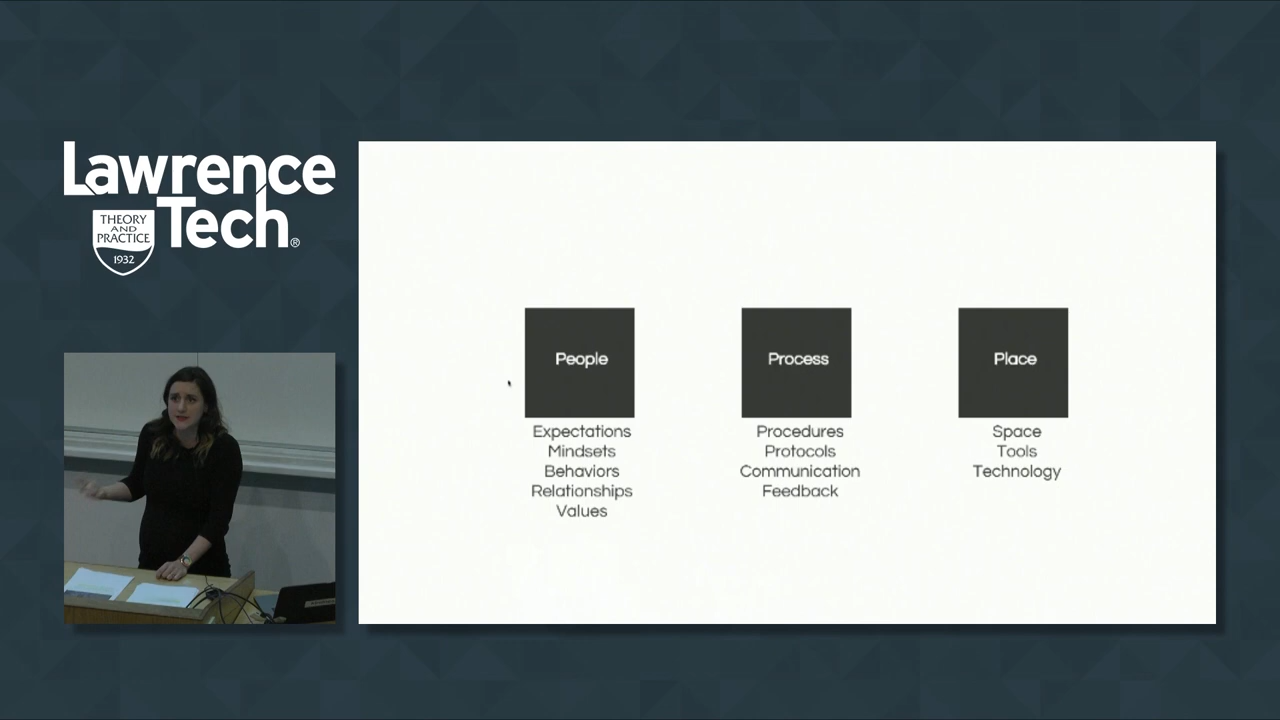 Lawrence
Tech®
THEORY
AND
PRACTICE
1932
People
Expectations
Mindsets
Behaviors
Relationships
Values
Process
Procedures
Protocols
Communication
Feedback
Place
Space
Tools
Technology